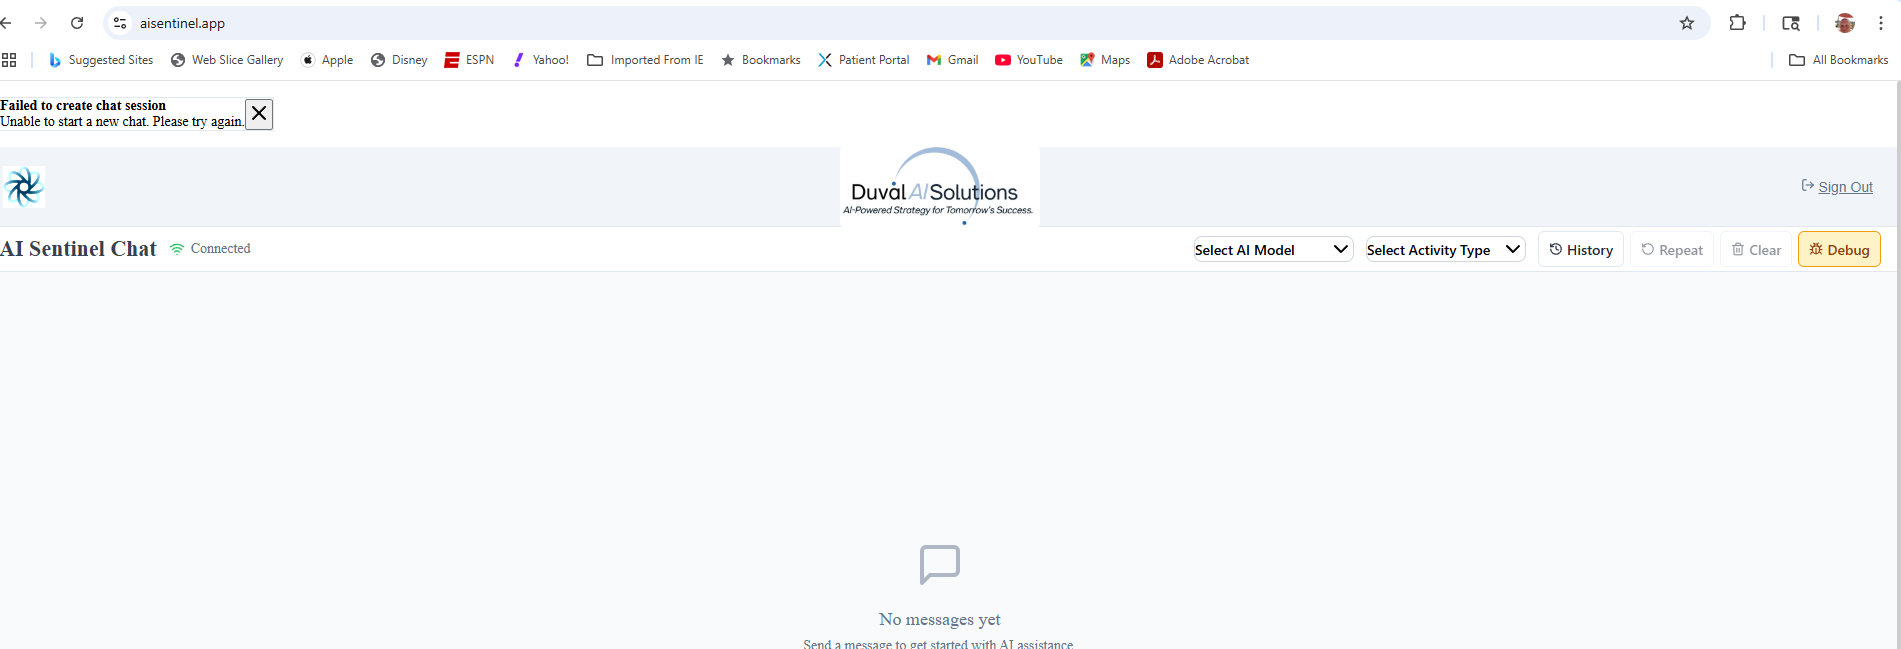 aisentinel.app
Suggested Sites Web Slice Gallery Apple Disney ESPN Yahoo! Imported From IE Bookmarks Patient Portal Gmail YouTube Maps Adobe Acrobat All Bookmarks
Failed to create chat session
Unable to start a new chat. Please try again.
Duval AI Solutions
AI-Powered Strategy for Tomorrow's Success.
Sign Out
AI Sentinel Chat Connected Select AI Model Select Activity Type History Repeat Clear Debug
No messages yet
Send a message to get started with AI assistance